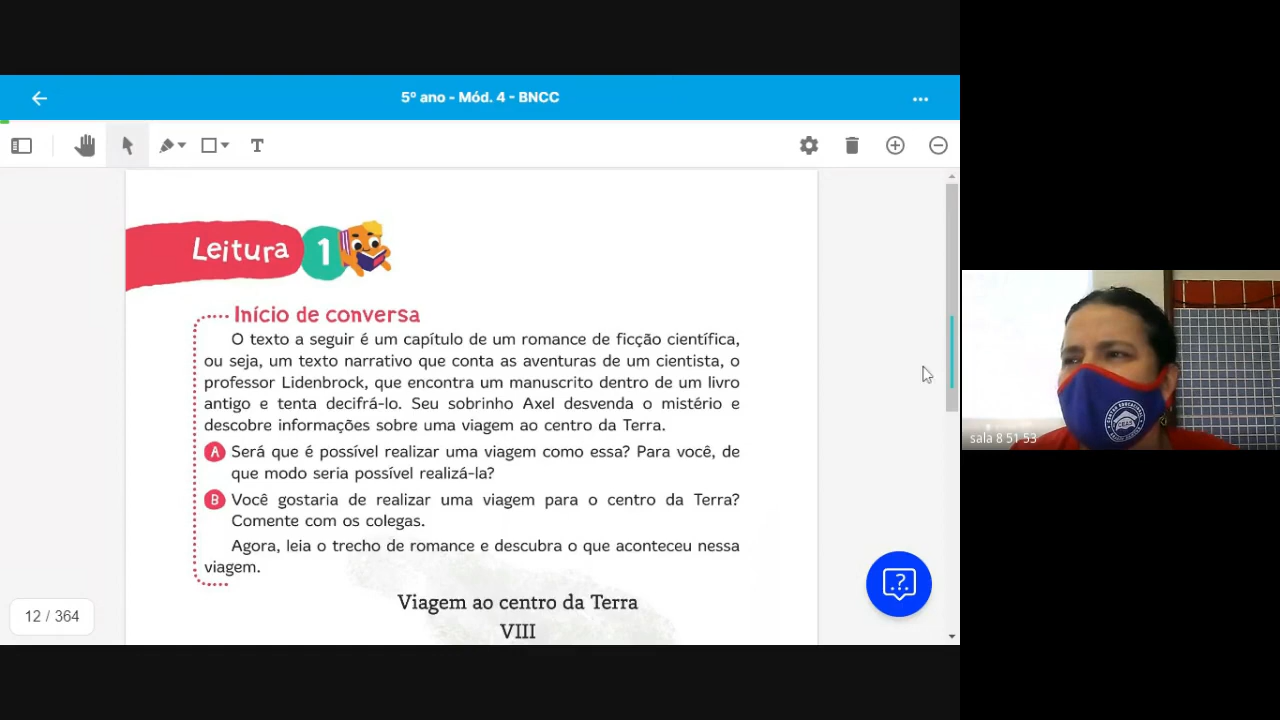 5º ano - Mód. 4 - BNCC
T
Leitura 1
Início de conversa
O texto a seguir é um capítulo de um romance de ficção científica,
ou seja, um texto narrativo que conta as aventuras de um cientista, o
professor Lidenbrock, que encontra um manuscrito dentro de um livro
antigo e tenta decifrá-lo. Seu sobrinho Axel desvenda o mistério e
descobre informações sobre uma viagem ao centro da Terra.
A Será que é possível realizar uma viagem como essa? Para você, de
que modo seria possível realizá-la?
B Você gostaria de realizar uma viagem para o centro da Terra?
Comente com os colegas.
Agora, leia o trecho de romance e descubra o que aconteceu nessa
viagem.
Viagem ao centro da Terra
VIII
12 / 364
?
sala 8 51 53